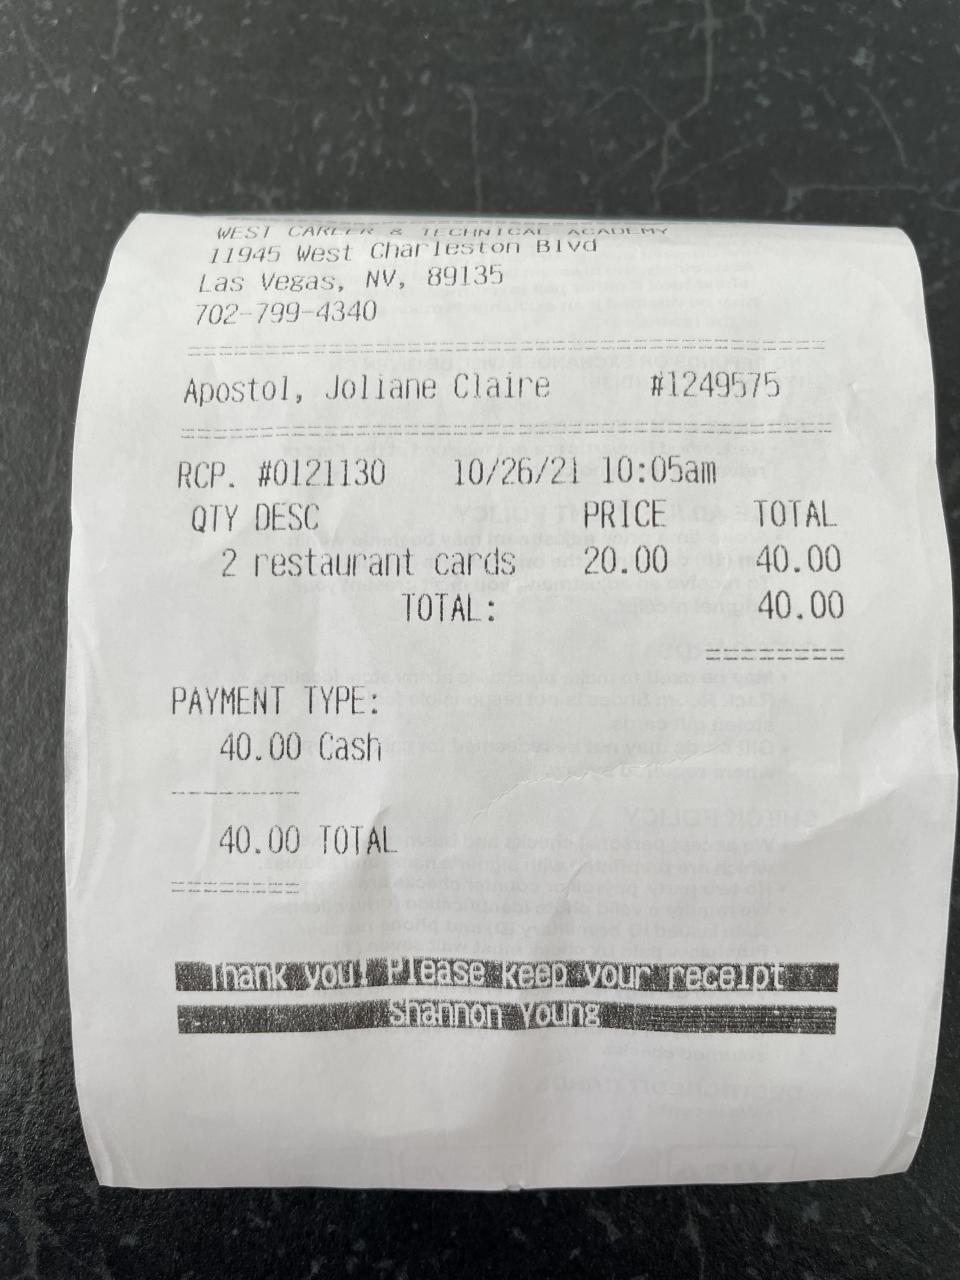 WEST CAREER & TECHNICAL ACADEMY
11945 West Charleston Blvd
Las Vegas, NV, 89135
702-799-4340
Apostol, Joliane Claire #1249575
RCP. #0121130 10/26/21 10:05am
QTY DESC PRICE TOTAL
2 restaurant cards 20.00 40.00
TOTAL: 40.00
PAYMENT TYPE:
40.00 Cash
40.00 TOTAL
Thank you! Please keep your receipt
Shannon Young